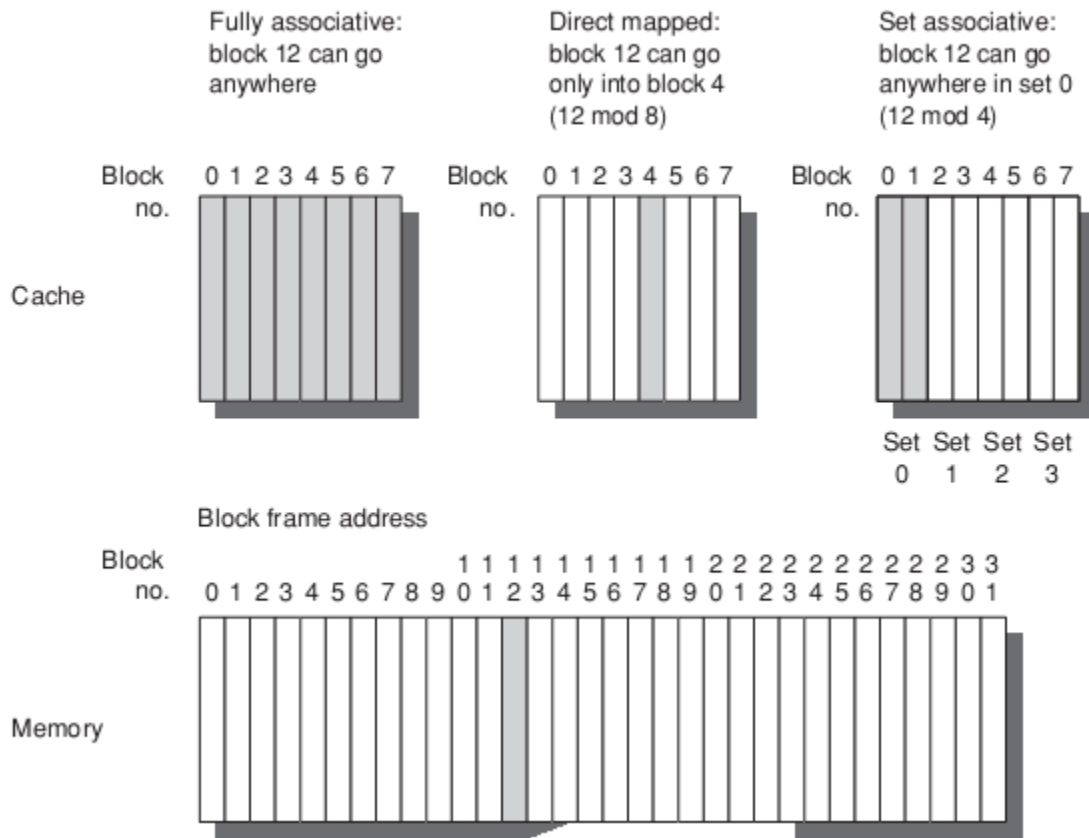 Fully associative:
block 12 can go
anywhere
Direct mapped:
block 12 can go
only into block 4
(12 mod 8)
Set associative:
block 12 can go
anywhere in set 0
(12 mod 4)
Block
no.
0 1 2 3 4 5 6 7
Block
no.
0 1 2 3 4 5 6 7
Block
no.
0 1 2 3 4 5 6 7
Cache
Set Set Set Set
0 1 2 3
Block frame address
Block
no.
1 1 1 1 1 1 1 1 1 1 2 2 2 2 2 2 2 2 2 2 3 3
0 1 2 3 4 5 6 7 8 9 0 1 2 3 4 5 6 7 8 9 0 1 2 3 4 5 6 7 8 9 0 1
Memory